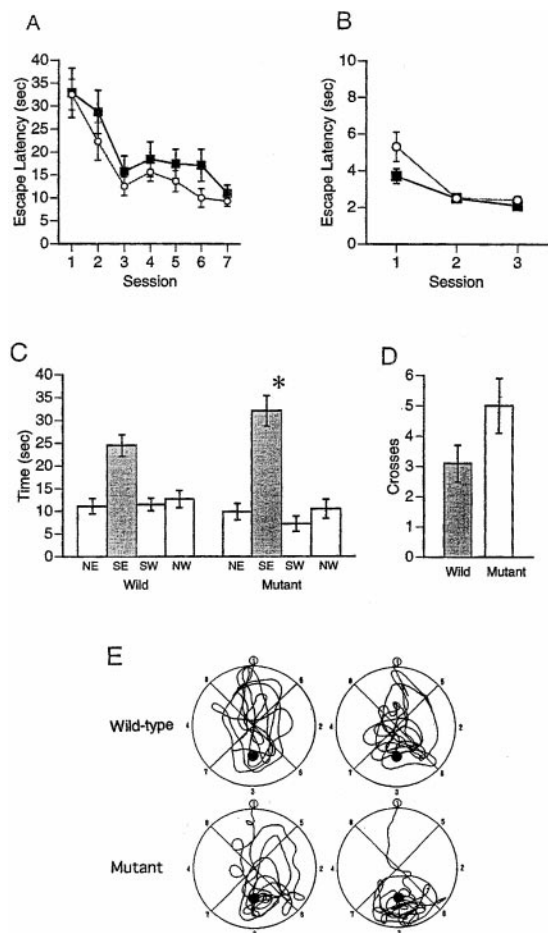 A
Escape Latency (sec)
40
35
30
25
20
15
10
5
0
1 2 3 4 5 6 7
Session
B
Escape Latency (sec)
10
8
6
4
2
0
1 2 3
Session
C
Time (sec)
40
35
30
25
20
15
10
5
0
*
NE SE SW NW NE SE SW NW
Wild Mutant
D
Crosses
6
5
4
3
2
1
0
Wild Mutant
E
Wild-type
Mutant